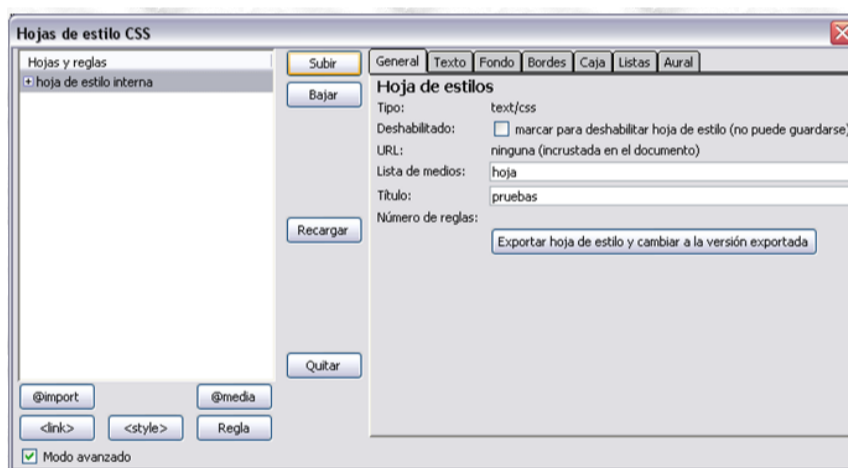 Hojas de estilo CSS
Hojas y reglas
hoja de estilo interna
Subir
Bajar
Recargar
Quitar
@import
@media
<link>
<style>
Regla
Modo avanzado
General Texto Fondo Bordes Caja Listas Aural
Hoja de estilos
Tipo: text/css
Deshabilitado: marcar para deshabilitar hoja de estilo (no puede guardarse)
URL: ninguna (incrustada en el documento)
Lista de medios: hoja
Título: pruebas
Número de reglas:
Exportar hoja de estilo y cambiar a la versión exportada